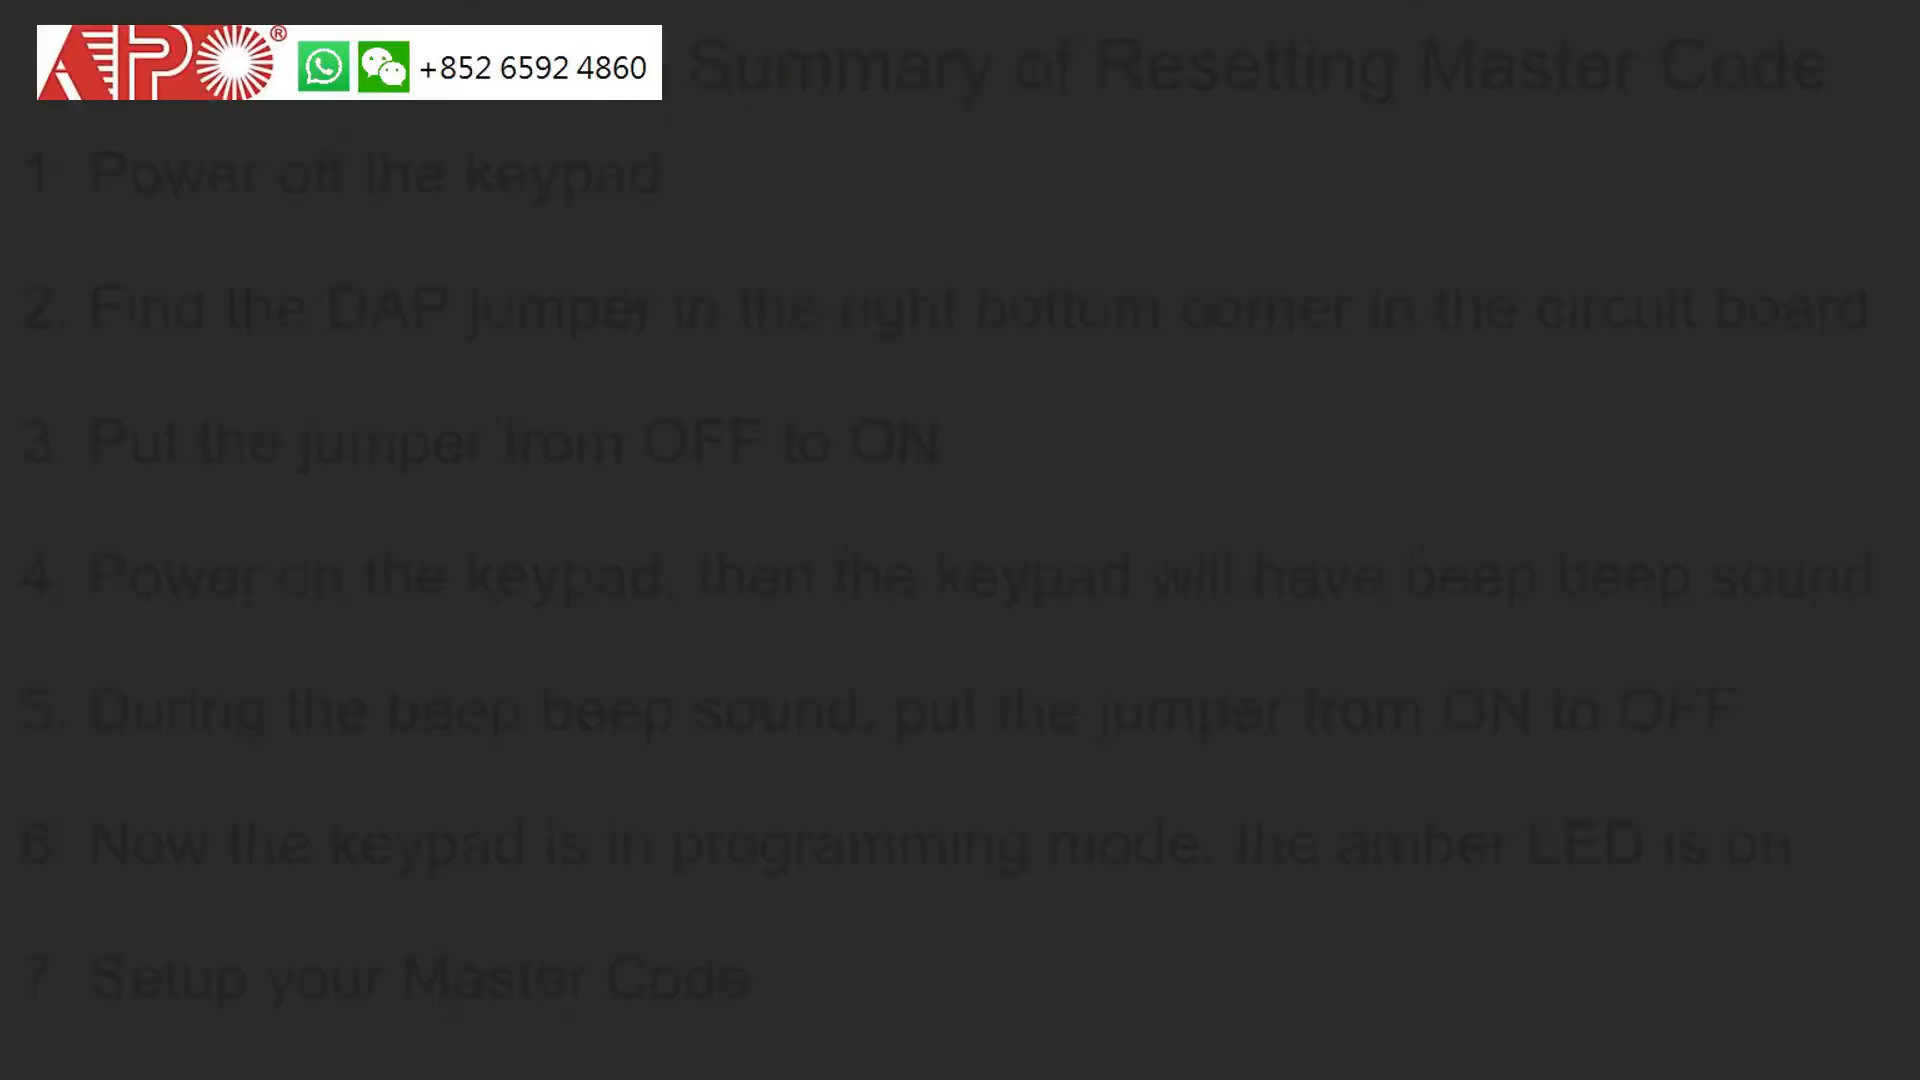 APO® +852 6592 4860
Summary of Resetting Master Code
1. Power off the keypad
2. Find the DAP jumper in the right bottom corner in the circuit board
3. Put the jumper from OFF to ON
4. Power on the keypad, then the keypad will have beep beep sound
5. During the beep beep sound, put the jumper from ON to OFF
6. Now the keypad is in programming mode, the amber LED is on
7. Setup your Master Code